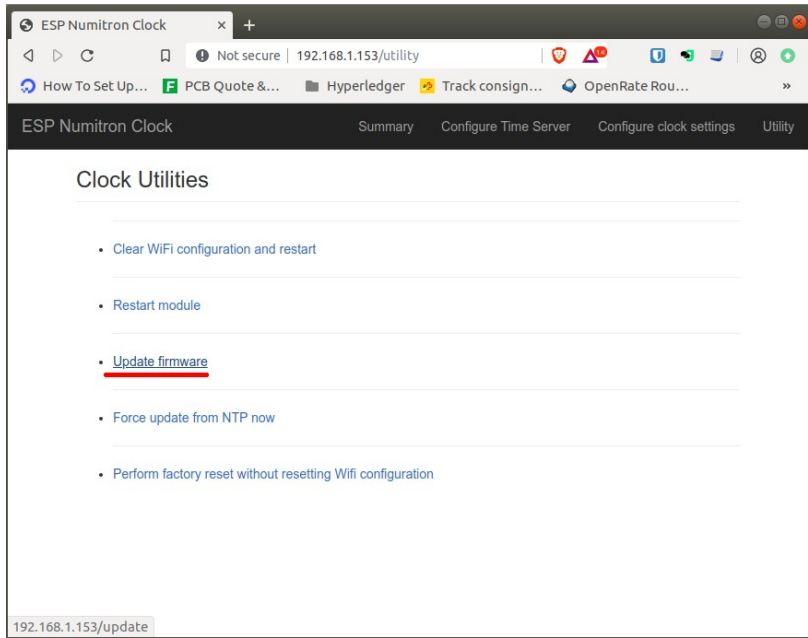 ESP Numitron Clock
Not secure 192.168.1.153/utility 14
How To Set Up... PCB Quote &... Hyperledger Track consign... OpenRate Rou... »
ESP Numitron Clock Summary Configure Time Server Configure clock settings Utility
Clock Utilities
• Clear WiFi configuration and restart
• Restart module
• Update firmware
• Force update from NTP now
• Perform factory reset without resetting Wifi configuration
192.168.1.153/update